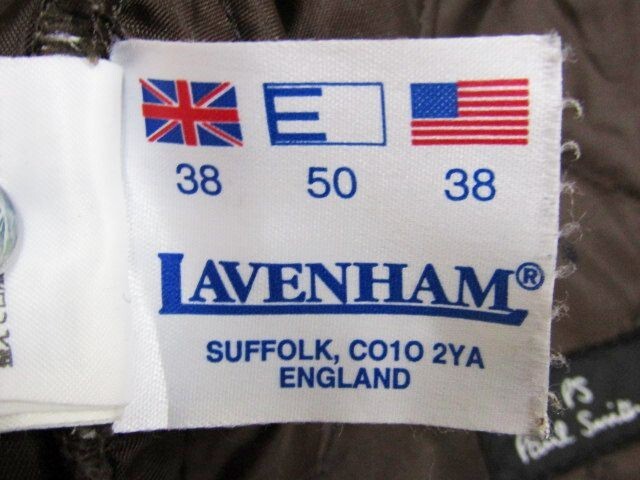 E
38 50 38
LAVENHAM®
SUFFOLK, CO10 2YA
ENGLAND
PS
Paul Smith